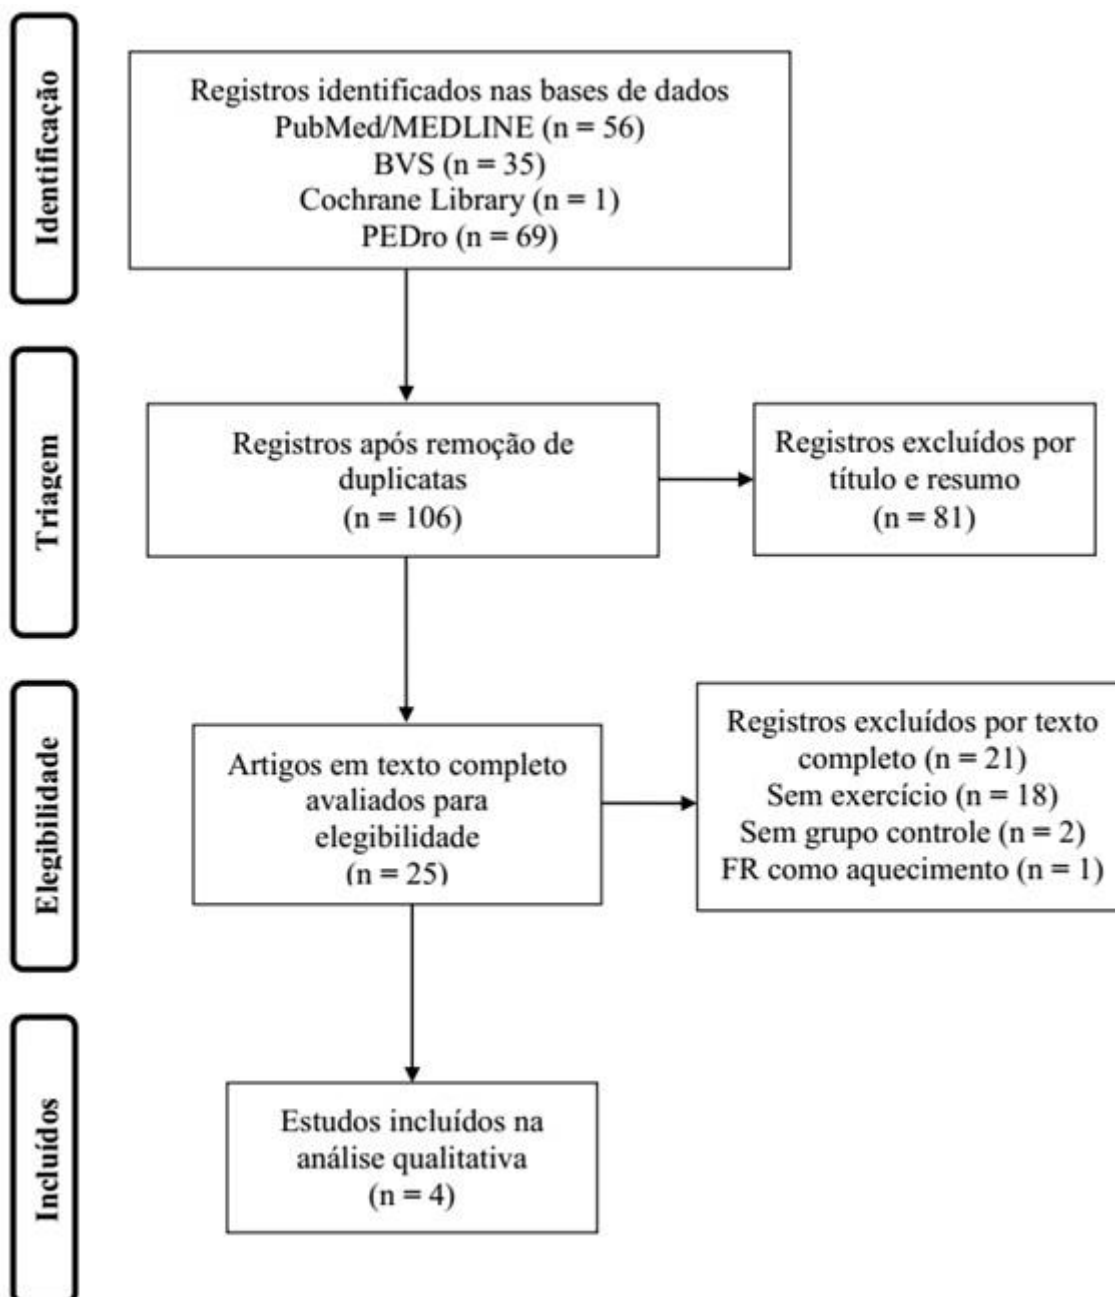 Identificação
Registros identificados nas bases de dados
PubMed/MEDLINE (n = 56)
BVS (n = 35)
Cochrane Library (n = 1)
PEDro (n = 69)
Triagem
Registros após remoção de
duplicatas
(n = 106)
Registros excluídos por
título e resumo
(n = 81)
Elegibilidade
Artigos em texto completo
avaliados para
elegibilidade
(n = 25)
Registros excluídos por texto
completo (n = 21)
Sem exercício (n = 18)
Sem grupo controle (n = 2)
FR como aquecimento (n = 1)
Incluídos
Estudos incluídos na
análise qualitativa
(n = 4)